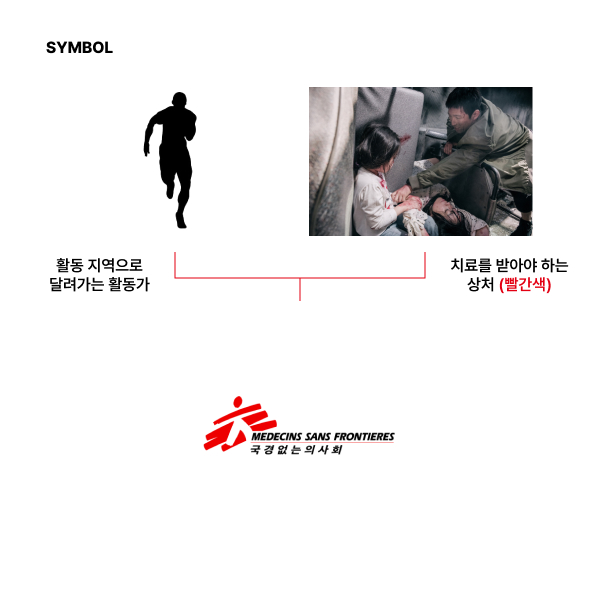 SYMBOL
활동 지역으로
달려가는 활동가
치료를 받아야 하는
상처 (빨간색)
MEDECINS SANS FRONTIERES
국경없는의사회